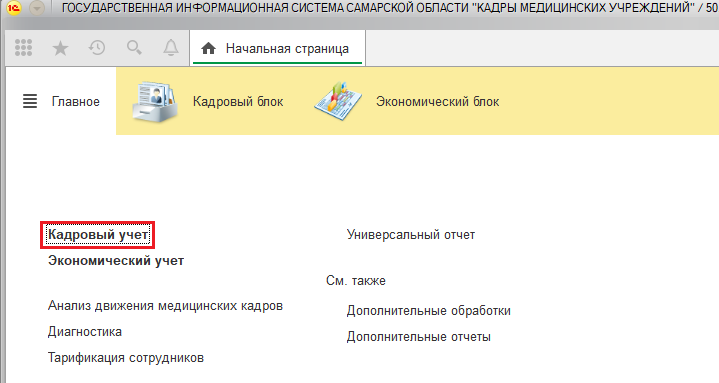 1С ГОСУДАРСТВЕННАЯ ИНФОРМАЦИОННАЯ СИСТЕМА САМАРСКОЙ ОБЛАСТИ "КАДРЫ МЕДИЦИНСКИХ УЧРЕЖДЕНИЙ" / 50
Начальная страница
Главное Кадровый блок Экономический блок
Кадровый учет
Экономический учет
Анализ движения медицинских кадров
Диагностика
Тарификация сотрудников
Универсальный отчет
См. также
Дополнительные обработки
Дополнительные отчеты